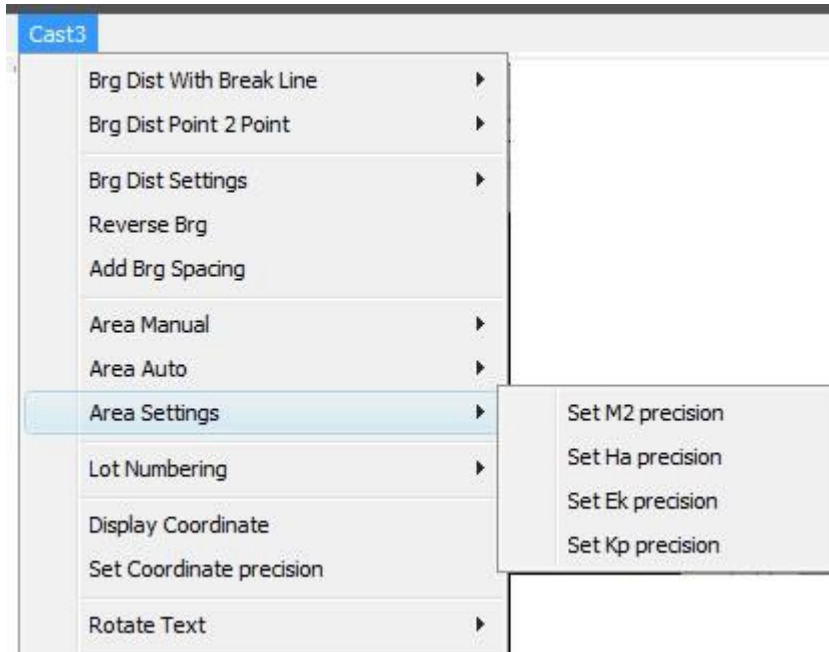 Cast3
Brg Dist With Break Line
Brg Dist Point 2 Point
Brg Dist Settings
Reverse Brg
Add Brg Spacing
Area Manual
Area Auto
Area Settings
Set M2 precision
Set Ha precision
Set Ek precision
Set Kp precision
Lot Numbering
Display Coordinate
Set Coordinate precision
Rotate Text